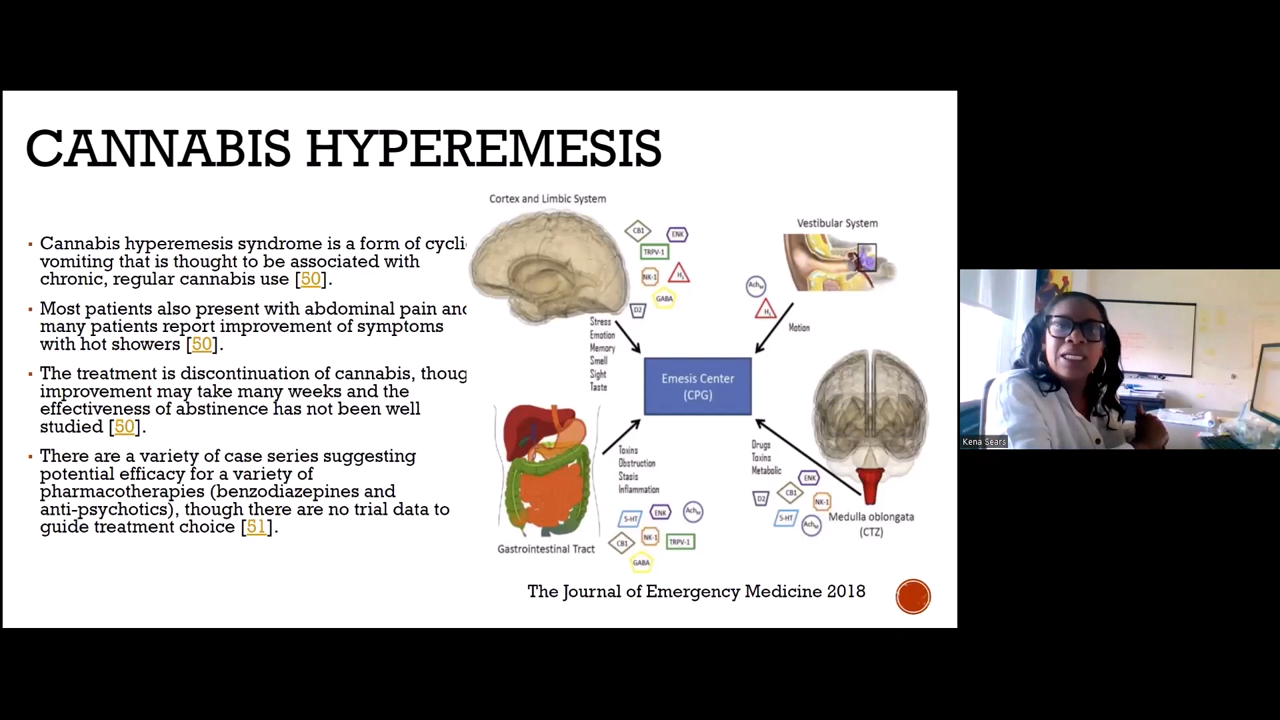 CANNABIS HYPEREMESIS
Cannabis hyperemesis syndrome is a form of cycli
vomiting that is thought to be associated with
chronic, regular cannabis use [50].
Most patients also present with abdominal pain and
many patients report improvement of symptoms
with hot showers [50].
The treatment is discontinuation of cannabis, thoug
improvement may take many weeks and the
effectiveness of abstinence has not been well
studied [50].
There are a variety of case series suggesting
potential efficacy for a variety of
pharmacotherapies (benzodiazepines and
anti-psychotics), though there are no trial data to
guide treatment choice [51].
Cortex and Limbic System
CB1
ENK
TRPV-1
NK-1
H1
GABA
D2
Stress
Emotion
Memory
Smell
Sight
Taste
Vestibular System
AchM
H1
Motion
Emesis Center
(CPG)
Toxins
Obstruction
Stasis
Inflammation
5-HT
ENK
AchM
CB1
NK-1
TRPV-1
GABA
Gastrointestinal Tract
Drugs
Toxins
Metabolic
ENK
D2
CB1
NK-1
5-HT
AchM
Medulla oblongata
(CTZ)
The Journal of Emergency Medicine 2018
Kena Sears